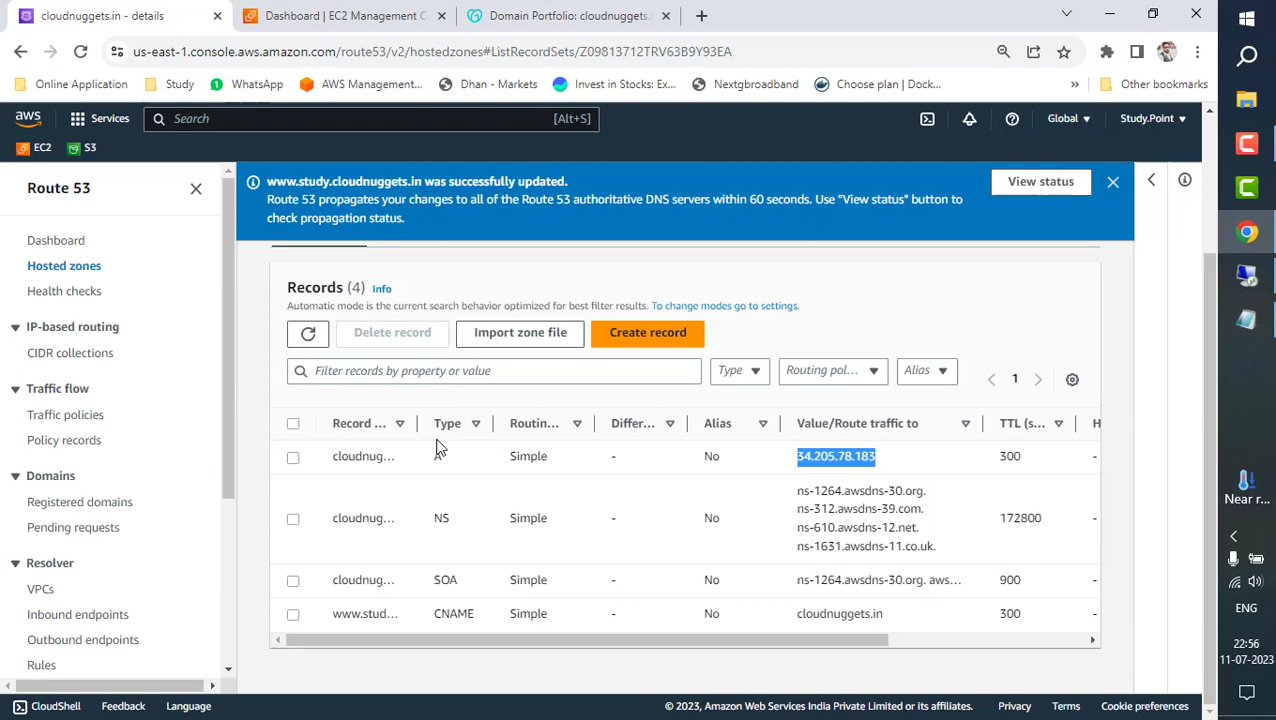 cloudnuggets.in - details
Dashboard | EC2 Management C
Domain Portfolio: cloudnuggets.
us-east-1.console.aws.amazon.com/route53/v2/hostedzones#ListRecordSets/Z09813712TRV63B9Y93EA
Online Application
Study
WhatsApp
AWS Management...
Dhan - Markets
Invest in Stocks: Ex...
Nextgbroadband
Choose plan | Dock...
»
Other bookmarks
aws
Services
Search
[Alt+S]
Global
Study.Point
EC2
S3
Route 53
Dashboard
Hosted zones
Health checks
IP-based routing
CIDR collections
Traffic flow
Traffic policies
Policy records
Domains
Registered domains
Pending requests
Resolver
VPCs
Inbound endpoints
Outbound endpoints
Rules
www.study.cloudnuggets.in was successfully updated.
Route 53 propagates your changes to all of the Route 53 authoritative DNS servers within 60 seconds. Use "View status" button to
check propagation status.
View status
Records (4) Info
Automatic mode is the current search behavior optimized for best filter results. To change modes go to settings.
Delete record
Import zone file
Create record
Filter records by property or value
Type
Routing pol...
Alias
1
Record ... Type Routin... Differ... Alias Value/Route traffic to TTL (s... H
cloudnug... A Simple - No 34.205.78.183 300 -
cloudnug... NS Simple - No ns-1264.awsdns-30.org. 172800 -
ns-312.awsdns-39.com.
ns-610.awsdns-12.net.
ns-1631.awsdns-11.co.uk.
cloudnug... SOA Simple - No ns-1264.awsdns-30.org. aws... 900 -
www.stud... CNAME Simple - No cloudnuggets.in 300 -
CloudShell
Feedback
Language
© 2023, Amazon Web Services India Private Limited or its affiliates.
Privacy
Terms
Cookie preferences
Near r...
ENG
22:56
11-07-2023